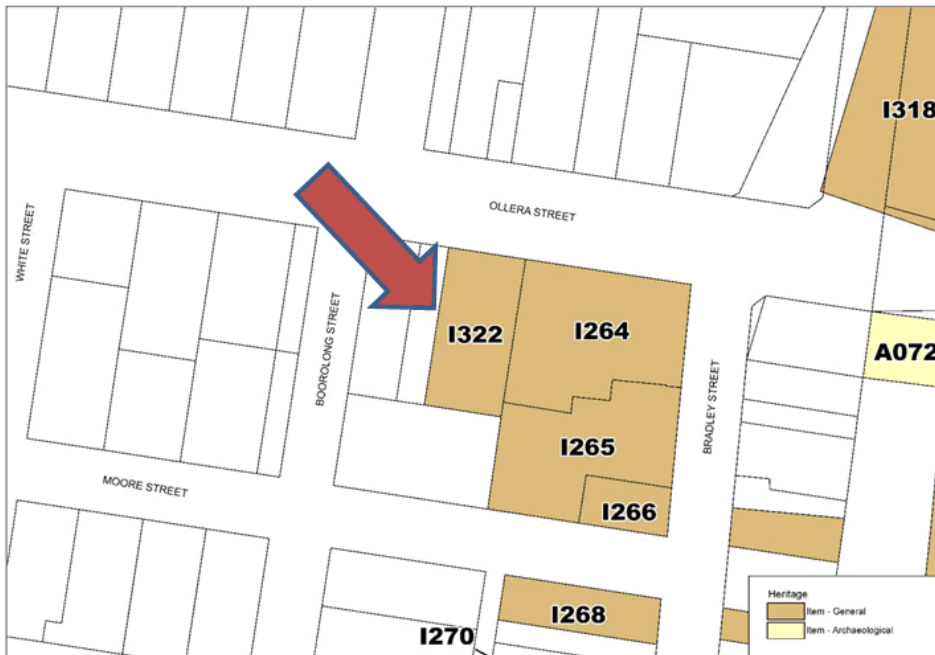 I318
OLLERA STREET
WHITE STREET
I322
I264
A072
BOOROLONG STREET
BRADLEY STREET
I265
MOORE STREET
I266
I268
I270
Heritage
Item - General
Item - Archaeological